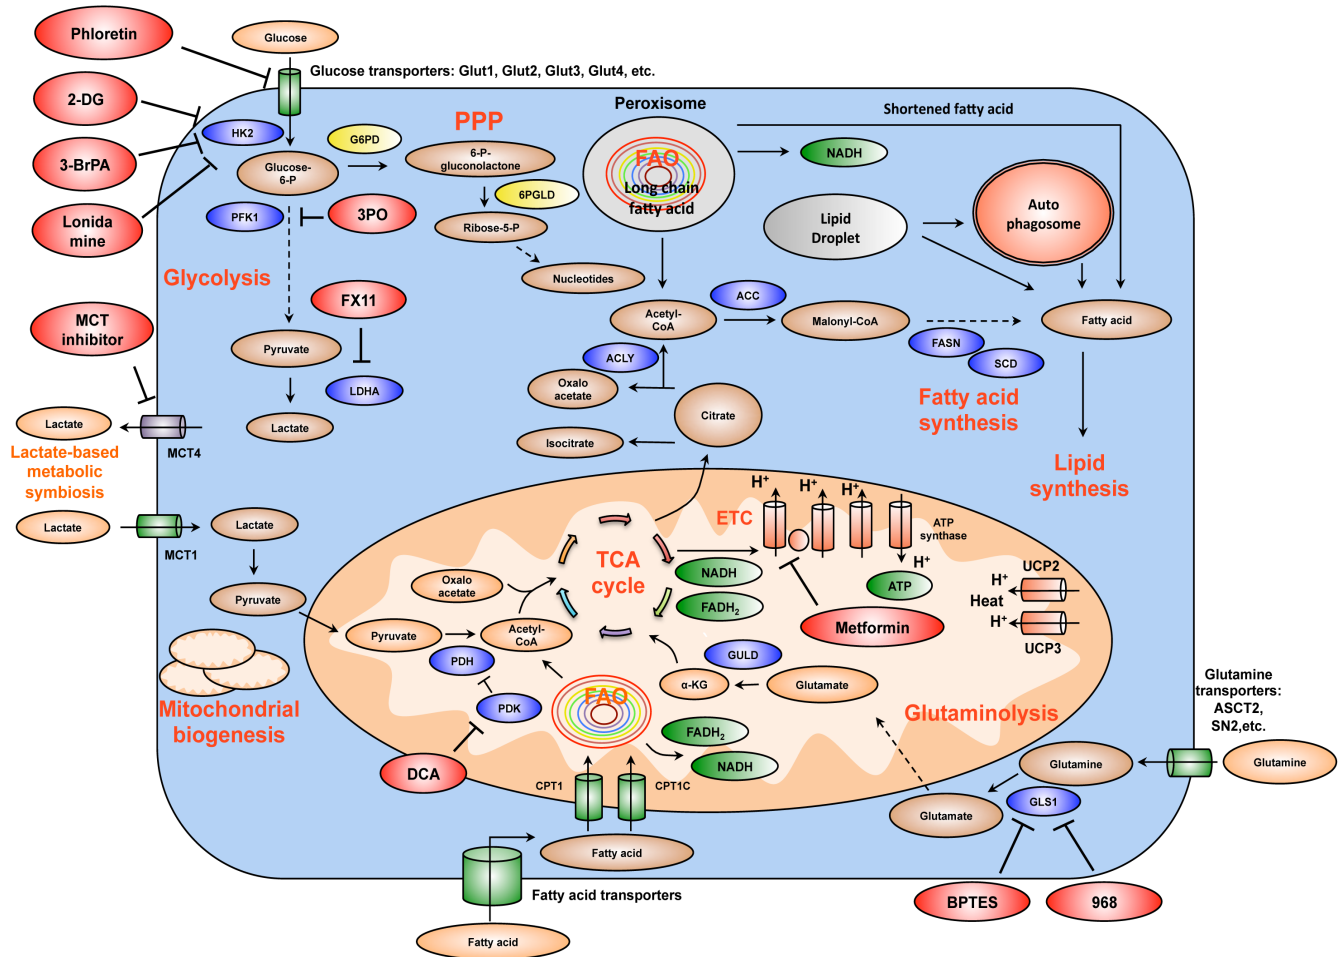 Phloretin
Glucose
Glucose transporters: Glut1, Glut2, Glut3, Glut4, etc.
2-DG
HK2
3-BrPA
Lonida
mine
G6PD
PPP
6-P-
gluconolactone
Glucose-
6-P
6PGLD
PFK1
3PO
Ribose-5-P
Nucleotides
Glycolysis
FX11
MCT
inhibitor
Pyruvate
LDHA
Lactate
Lactate
MCT4
Lactate-based
metabolic
symbiosis
Lactate
MCT1
Lactate
Pyruvate
Mitochondrial
biogenesis
Peroxisome
FAO
Long chain
fatty acid
Shortened fatty acid
NADH
Lipid
Droplet
Auto
phagosome
Acetyl-
CoA
ACC
Malonyl-CoA
FASN
SCD
Fatty acid
Fatty acid
synthesis
Lipid
synthesis
ACLY
Oxalo
acetate
Citrate
Isocitrate
ETC
H+
H+
H+
ATP
synthase
H+
ATP
UCP2
H+
Heat
H+
UCP3
TCA
cycle
NADH
FADH2
Metformin
Oxalo
acetate
Pyruvate
Acetyl-
CoA
PDH
PDK
DCA
FAO
GULD
α-KG
Glutamate
Glutaminolysis
FADH2
NADH
CPT1
CPT1C
Fatty acid
Fatty acid transporters
Fatty acid
Glutamine
transporters:
ASCT2,
SN2,etc.
Glutamine
Glutamine
GLS1
Glutamate
BPTES
968